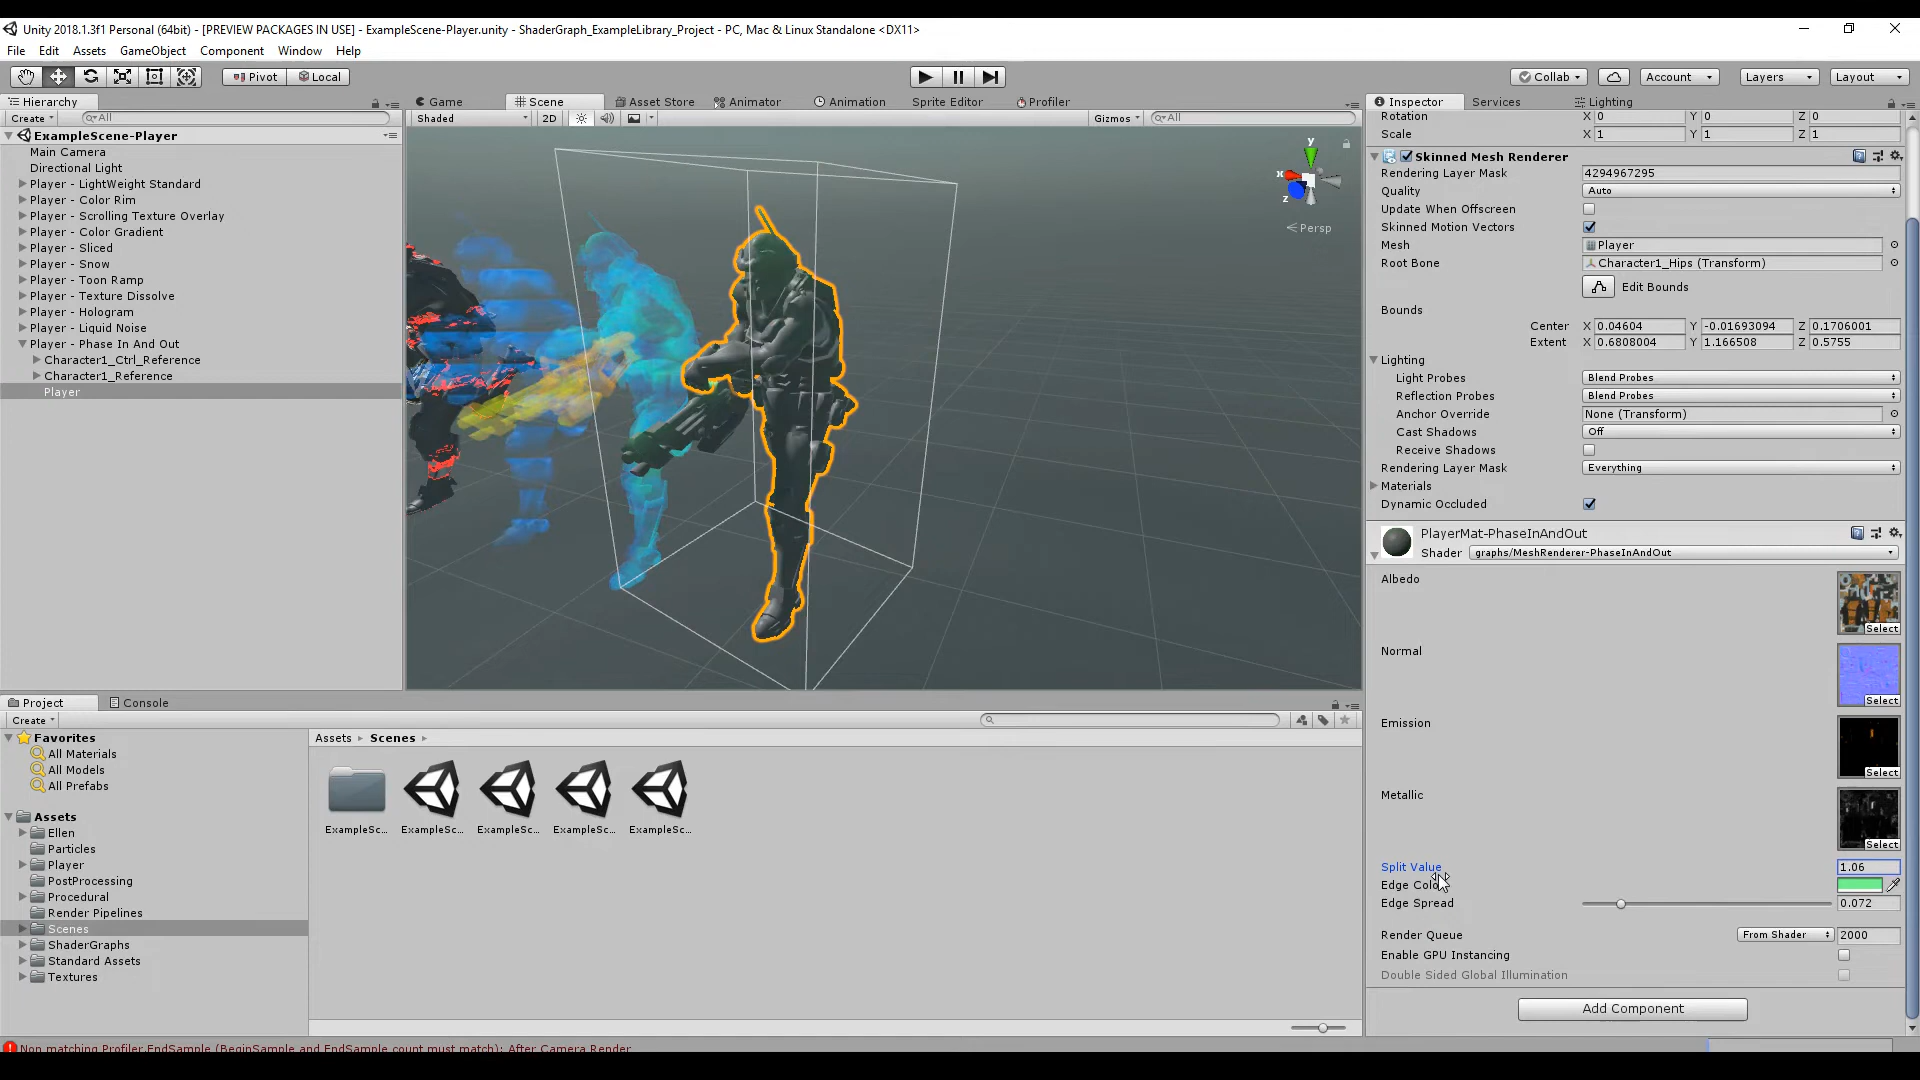 Unity 2018.1.3f1 Personal (64bit) - [PREVIEW PACKAGES IN USE] - ExampleScene-Player.unity - ShaderGraph_ExampleLibrary_Project - PC, Mac & Linux Standalone <DX11>
File Edit Assets GameObject Component Window Help
Pivot Local Collab Account Layers Layout
Hierarchy
Create All
ExampleScene-Player
Main Camera
Directional Light
Player - LightWeight Standard
Player - Color Rim
Player - Scrolling Texture Overlay
Player - Color Gradient
Player - Sliced
Player - Snow
Player - Toon Ramp
Player - Texture Dissolve
Player - Hologram
Player - Liquid Noise
Player - Phase In And Out
Character1_Ctrl_Reference
Character1_Reference
Player
Game Scene Asset Store Animator Animation Sprite Editor Profiler
Shaded 2D Gizmos All
y
x
z
Persp
Inspector Services Lighting
Rotation X 0 Y 0 Z 0
Scale X 1 Y 1 Z 1
Skinned Mesh Renderer
Rendering Layer Mask 4294967295
Quality Auto
Update When Offscreen
Skinned Motion Vectors
Mesh Player
Root Bone Character1_Hips (Transform)
Edit Bounds
Bounds
Center X 0.04604 Y -0.01693094 Z 0.1706001
Extent X 0.6808004 Y 1.166508 Z 0.5755
Lighting
Light Probes Blend Probes
Reflection Probes Blend Probes
Anchor Override None (Transform)
Cast Shadows Off
Receive Shadows
Rendering Layer Mask Everything
Materials
Dynamic Occluded
PlayerMat-PhaseInAndOut
Shader graphs/MeshRenderer-PhaseInAndOut
Albedo
Select
Normal
Select
Emission
Select
Metallic
Select
Split Value 1.06
Edge Colo
Edge Spread 0.072
Render Queue From Shader 2000
Enable GPU Instancing
Double Sided Global Illumination
Add Component
Project Console
Create
Favorites
All Materials
All Models
All Prefabs
Assets
Ellen
Particles
Player
PostProcessing
Procedural
Render Pipelines
Scenes
ShaderGraphs
Standard Assets
Textures
Assets Scenes
ExampleSc... ExampleSc... ExampleSc... ExampleSc... ExampleSc...
Non matching Profiler.EndSample (BeginSample and EndSample count must match): After Camera Render